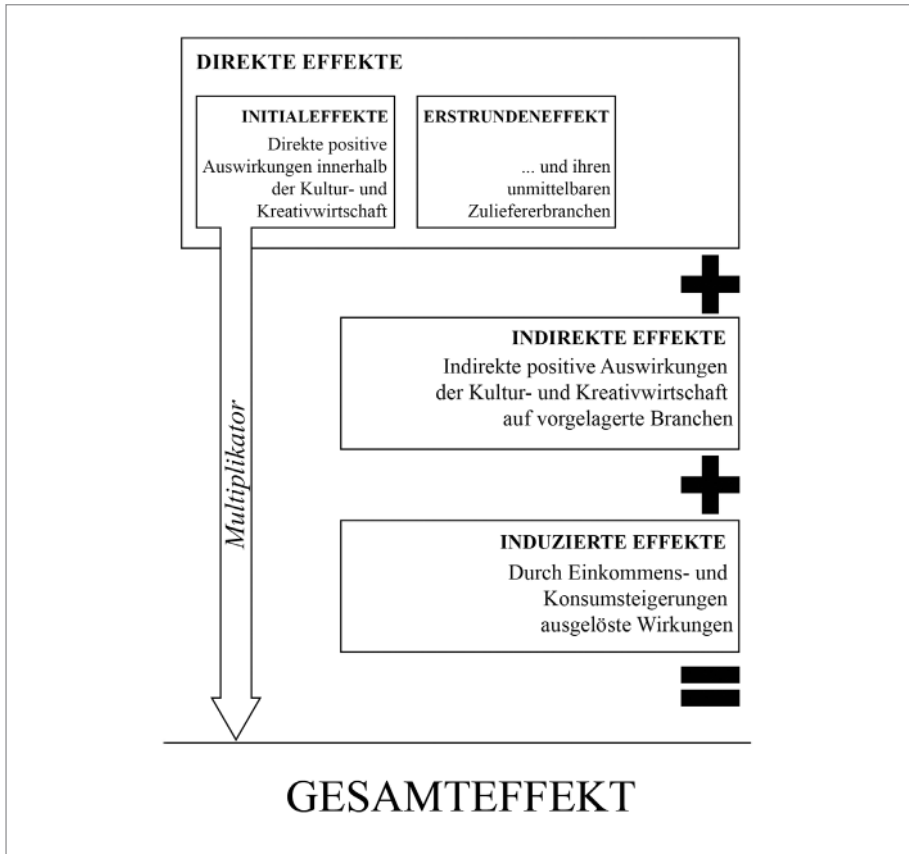 DIREKTE EFFEKTE
INITIALEFFEKTE
Direkte positive
Auswirkungen innerhalb
der Kultur- und
Kreativwirtschaft
ERSTRUNDENEFFEKT
... und ihren
unmittelbaren
Zuliefererbranchen
+
INDIREKTE EFFEKTE
Indirekte positive Auswirkungen
der Kultur- und Kreativwirtschaft
auf vorgelagerte Branchen
+
INDUZIERTE EFFEKTE
Durch Einkommens- und
Konsumsteigerungen
ausgelöste Wirkungen
=
Multiplikator
GESAMTEFFEKT